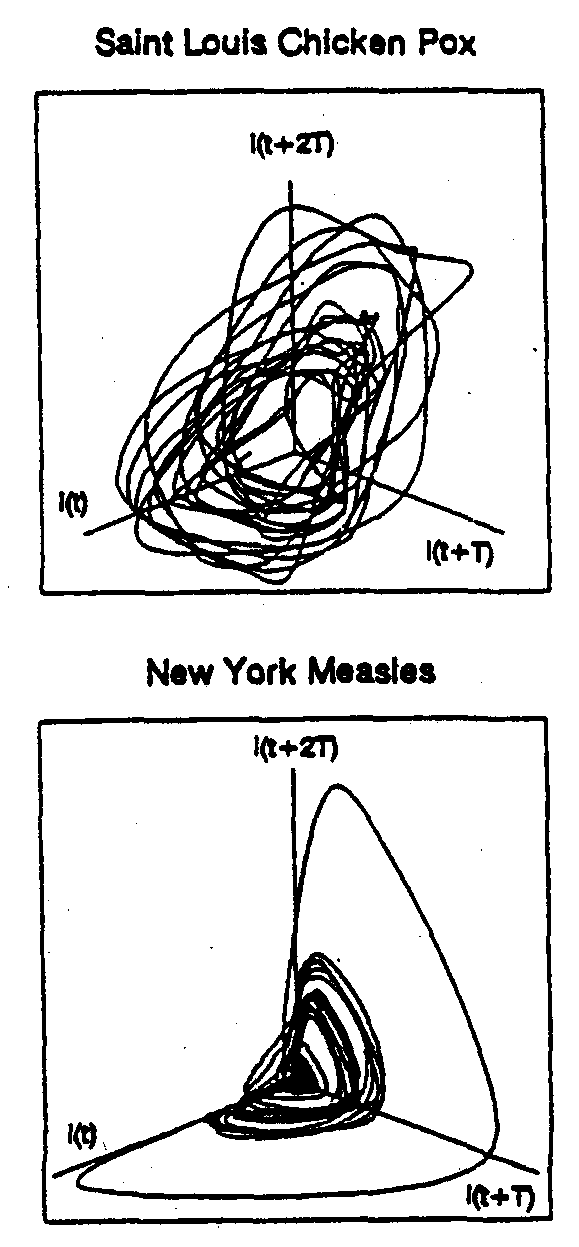 Saint Louis Chicken Pox
I(t+2T)
I(t)
I(t+T)
New York Measles
I(t+2T)
I(t)
I(t+T)